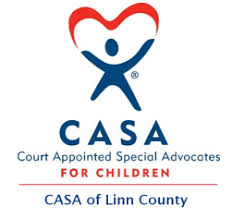 ®
CASA
Court Appointed Special Advocates
FOR CHILDREN
CASA of Linn County